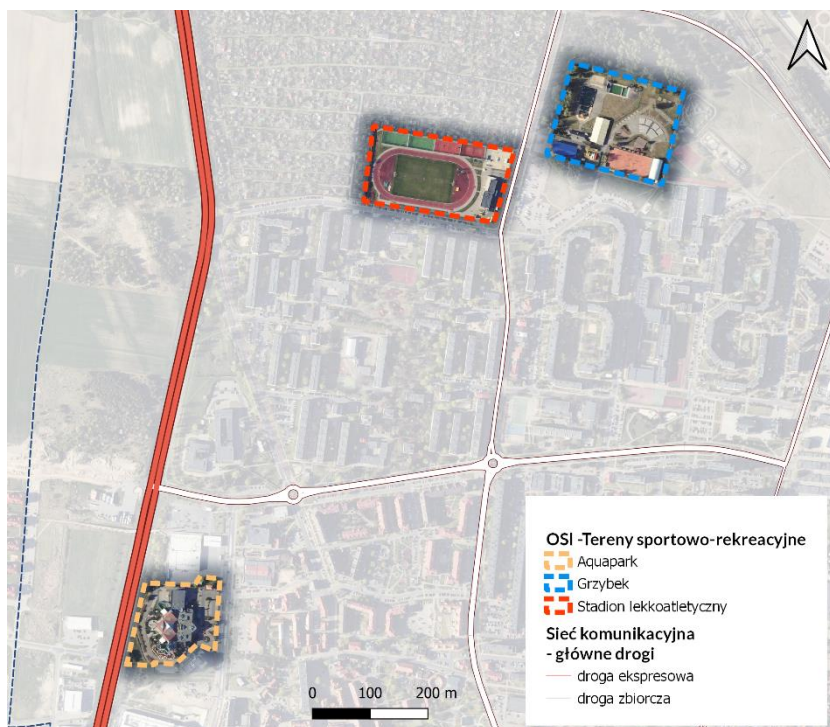 OSI -Tereny sportowo-rekreacyjne
Aquapark
Grzybek
Stadion lekkoatletyczny
Sieć komunikacyjna
- główne drogi
droga ekspresowa
droga zbiorcza
0 100 200 m